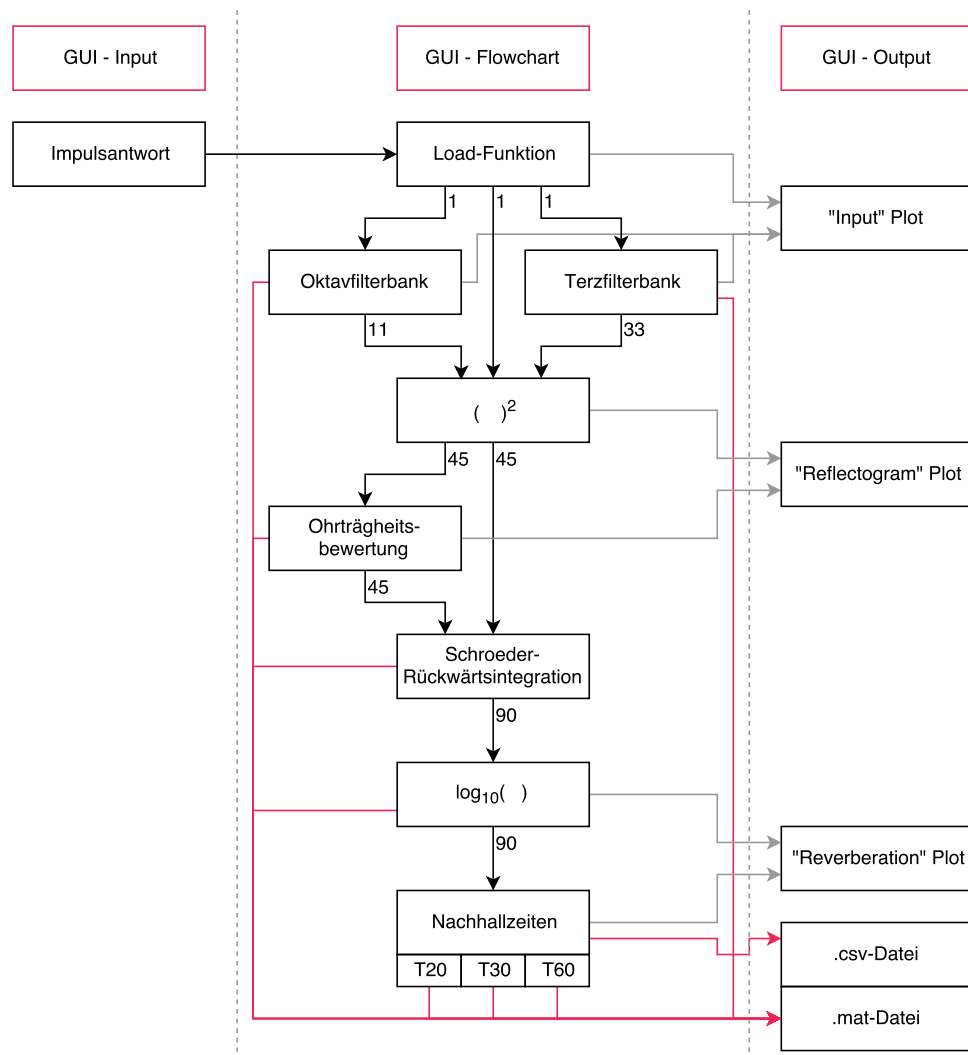 GUI - Input
GUI - Flowchart
GUI - Output
Impulsantwort
Load-Funktion
1
1
1
"Input" Plot
Oktavfilterbank
Terzfilterbank
11
33
( )²
45
45
"Reflectogram" Plot
Ohrträgheits-
bewertung
45
Schroeder-
Rückwärtsintegration
90
log₁₀( )
90
"Reverberation" Plot
Nachhallzeiten
.csv-Datei
T20
T30
T60
.mat-Datei